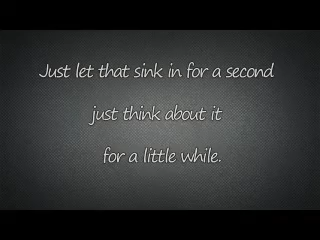 Just let that sink in for a second
just think about it
for a little while.